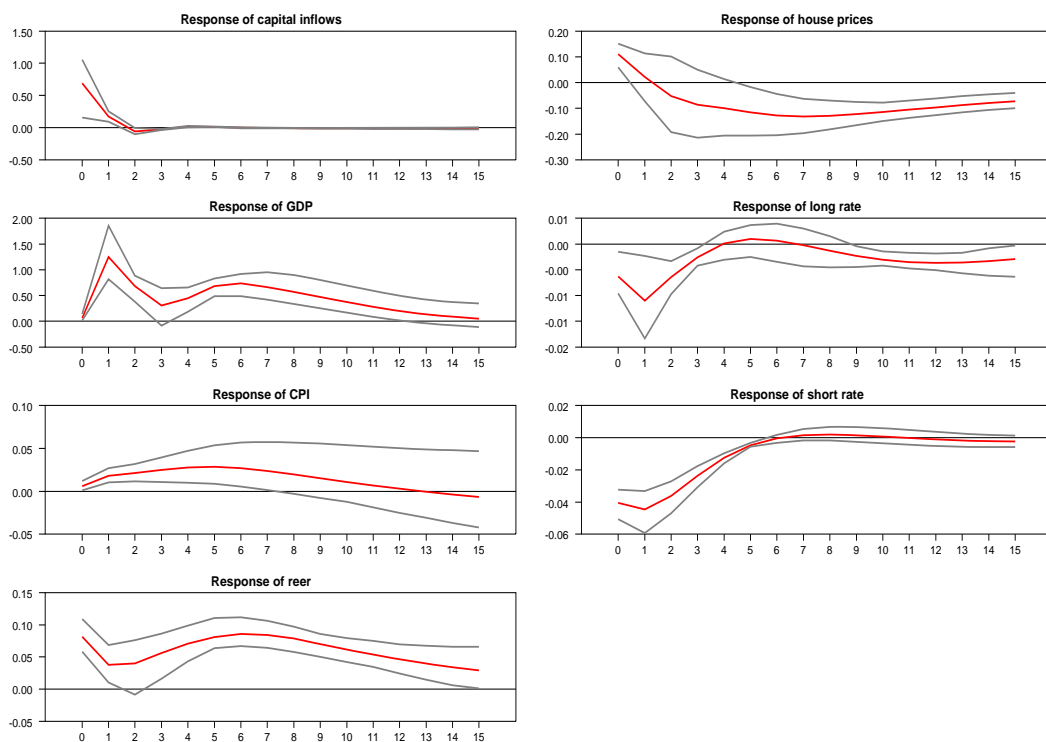 Response of capital inflows
1.50
1.00
0.50
0.00
-0.50
0 1 2 3 4 5 6 7 8 9 10 11 12 13 14 15
Response of house prices
0.20
0.10
0.00
-0.10
-0.20
-0.30
0 1 2 3 4 5 6 7 8 9 10 11 12 13 14 15
Response of GDP
2.00
1.50
1.00
0.50
0.00
-0.50
0 1 2 3 4 5 6 7 8 9 10 11 12 13 14 15
Response of long rate
0.01
0.00
-0.00
-0.01
-0.01
-0.02
0 1 2 3 4 5 6 7 8 9 10 11 12 13 14 15
Response of CPI
0.10
0.05
0.00
-0.05
0 1 2 3 4 5 6 7 8 9 10 11 12 13 14 15
Response of short rate
0.02
0.00
-0.02
-0.04
-0.06
0 1 2 3 4 5 6 7 8 9 10 11 12 13 14 15
Response of reer
0.15
0.10
0.05
0.00
-0.05
0 1 2 3 4 5 6 7 8 9 10 11 12 13 14 15